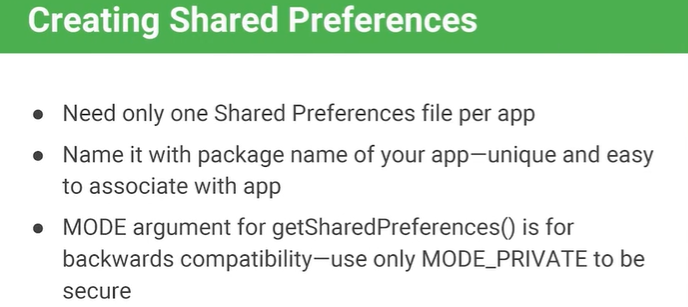 Creating Shared Preferences
● Need only one Shared Preferences file per app
● Name it with package name of your app—unique and easy
to associate with app
● MODE argument for getSharedPreferences() is for
backwards compatibility—use only MODE_PRIVATE to be
secure